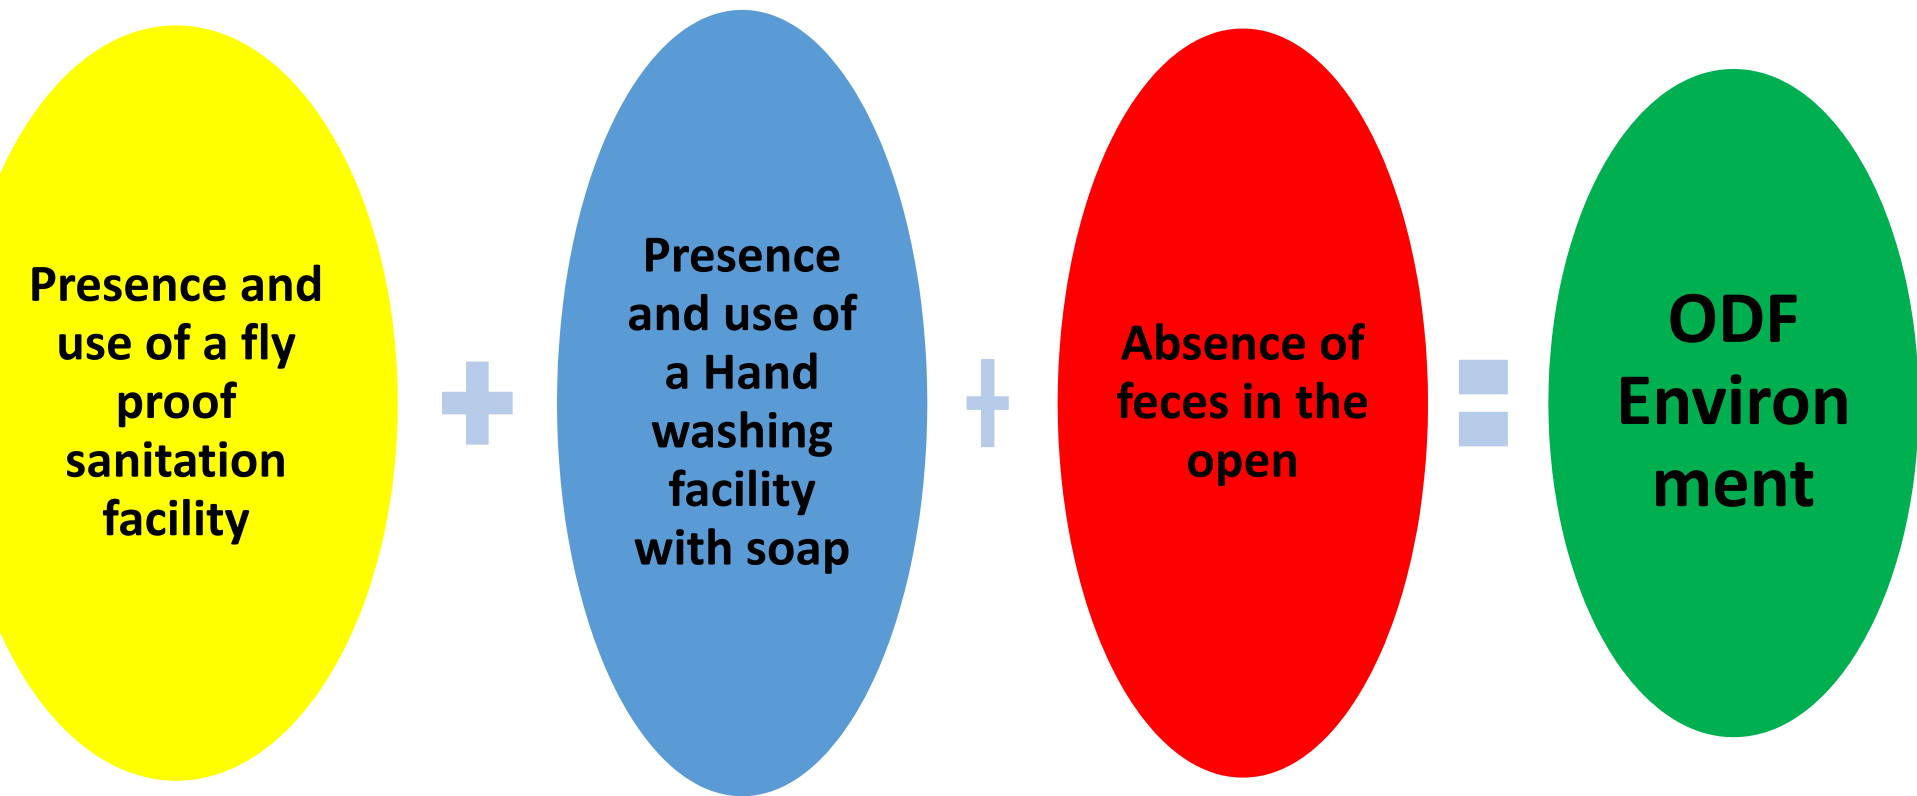 Presence and
use of a fly
proof
sanitation
facility
Presence
and use of
a Hand
washing
facility
with soap
Absence of
feces in the
open
ODF
Environ
ment